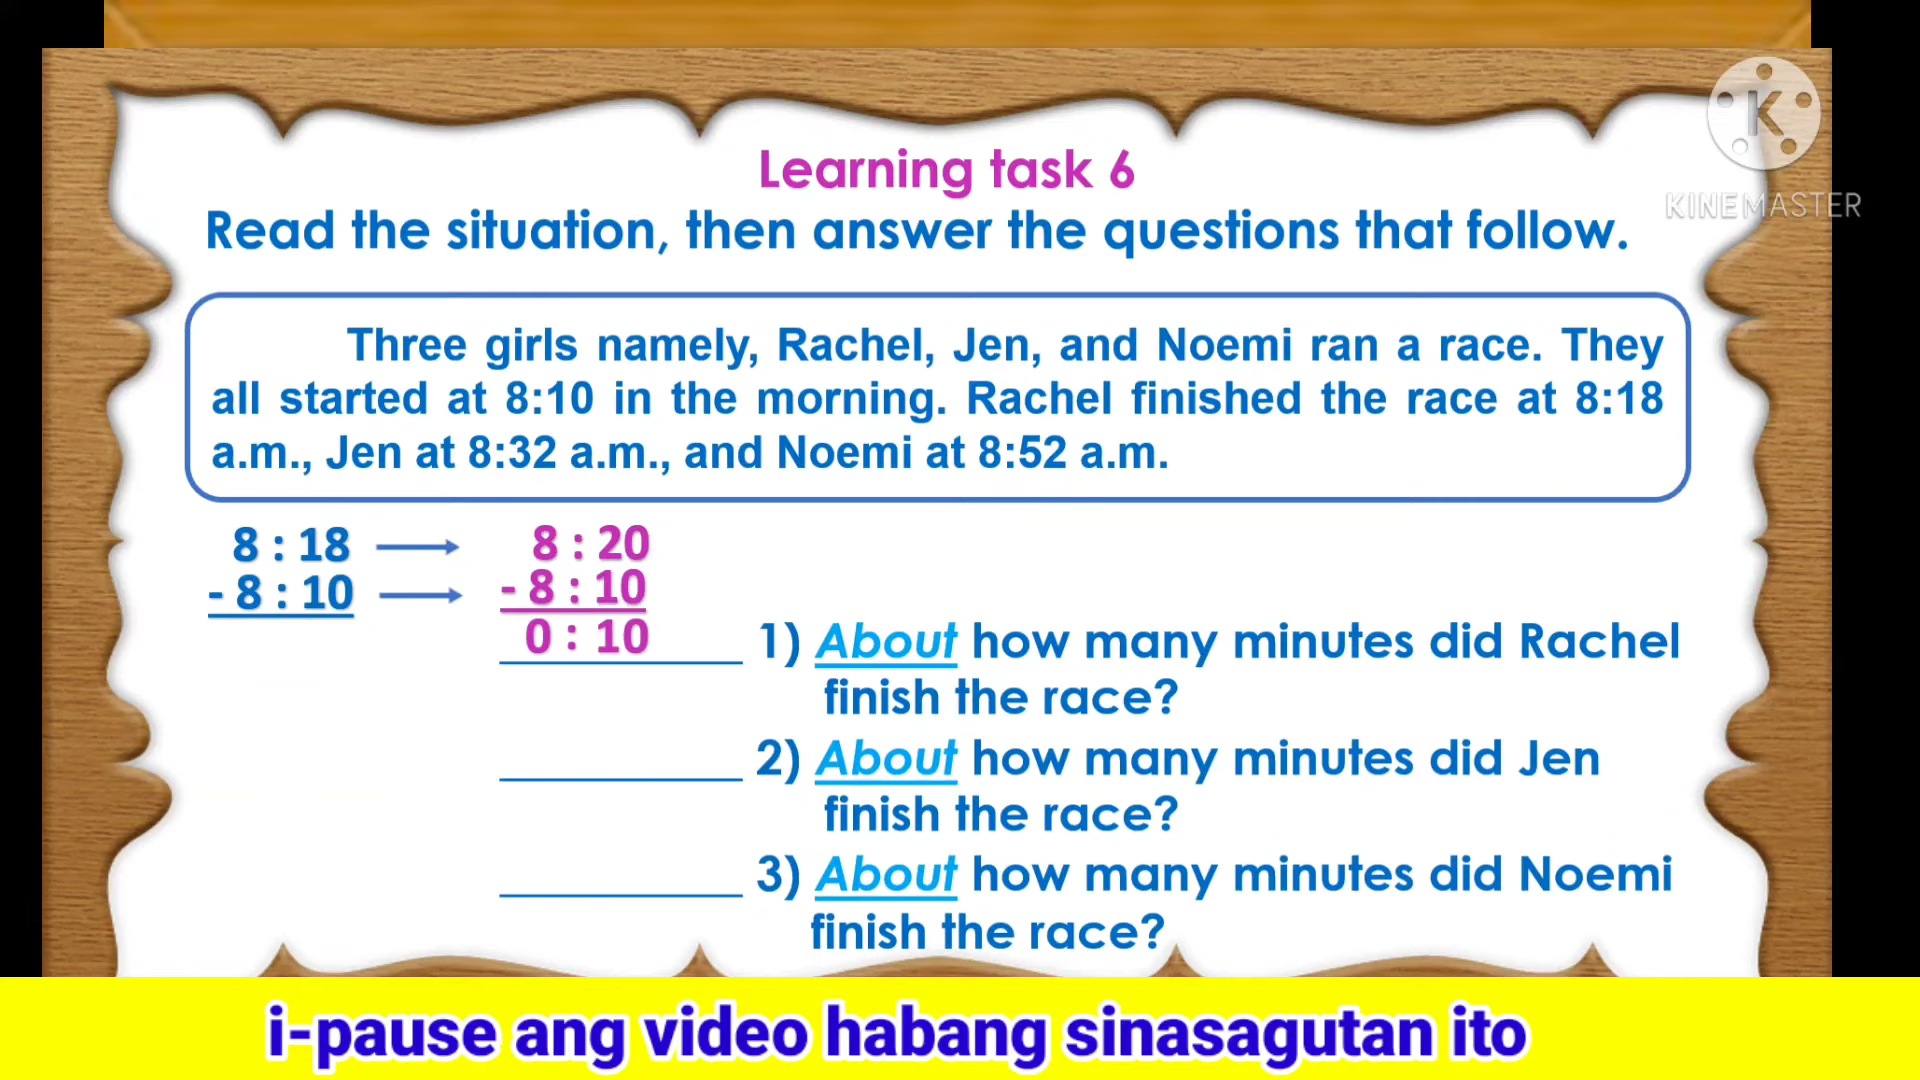 KINEMASTER
Learning task 6
Read the situation, then answer the questions that follow.
Three girls namely, Rachel, Jen, and Noemi ran a race. They
all started at 8:10 in the morning. Rachel finished the race at 8:18
a.m., Jen at 8:32 a.m., and Noemi at 8:52 a.m.
8 : 18
- 8 : 10
8 : 20
- 8 : 10
0 : 10
1) About how many minutes did Rachel
finish the race?
2) About how many minutes did Jen
finish the race?
3) About how many minutes did Noemi
finish the race?
i-pause ang video habang sinasagutan ito